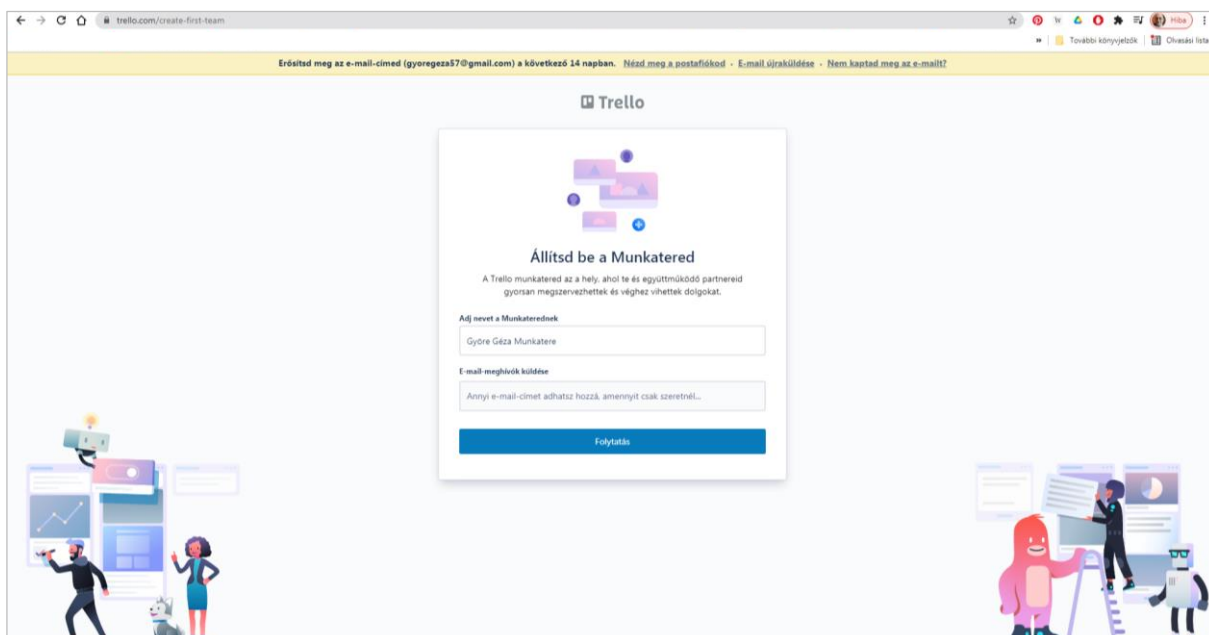 trello.com/create-first-team
Hiba
További könyvjelzők
Olvasási lista
Erősítsd meg az e-mail-címed (gyoregeza57@gmail.com) a következő 14 napban. Nézd meg a postafiókod · E-mail újraküldése · Nem kaptad meg az e-mailt?
Trello
Állítsd be a Munkatered
A Trello munkatered az a hely, ahol te és együttműködő partnereid
gyorsan megszervezhettek és véghez vihettek dolgokat.
Adj nevet a Munkaterednek
Györe Géza Munkatere
E-mail-meghívók küldése
Annyi e-mail-címet adhatsz hozzá, amennyit csak szeretnél...
Folytatás